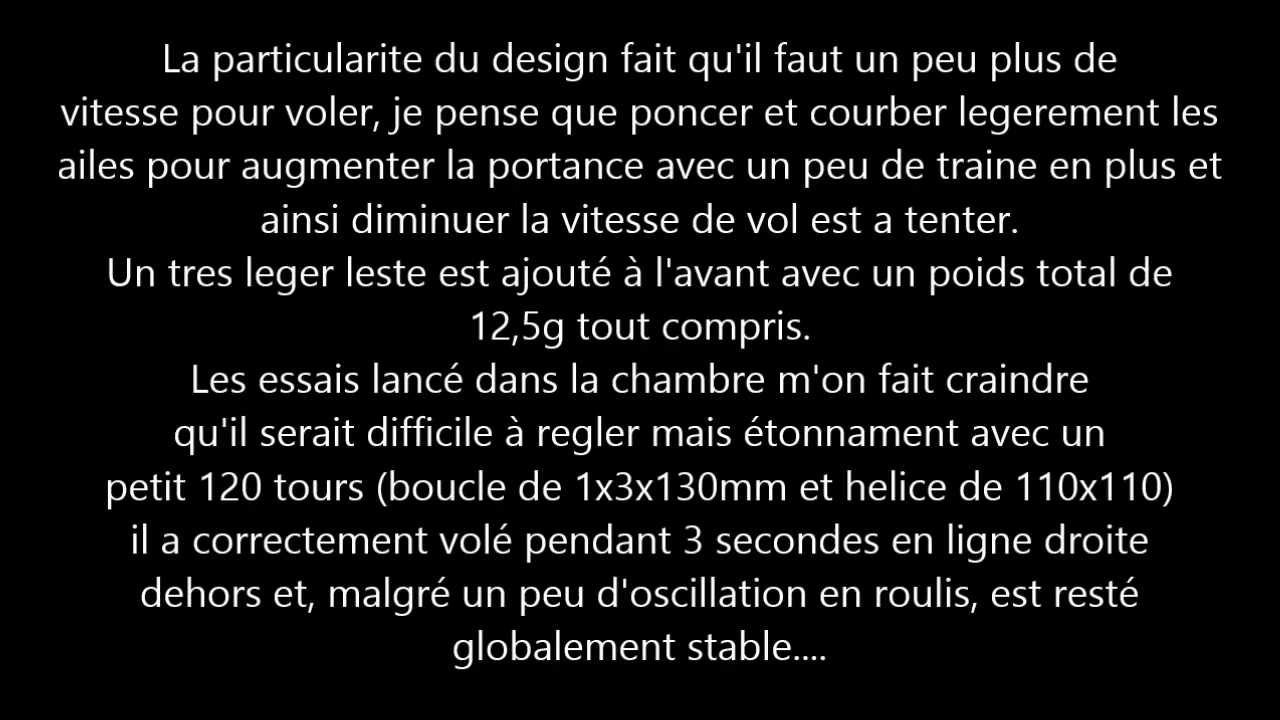 La particularite du design fait qu'il faut un peu plus de
vitesse pour voler, je pense que poncer et courber legerement les
ailes pour augmenter la portance avec un peu de traine en plus et
ainsi diminuer la vitesse de vol est a tenter.
Un tres leger leste est ajouté à l'avant avec un poids total de
12,5g tout compris.
Les essais lancé dans la chambre m'on fait craindre
qu'il serait difficile à regler mais étonnament avec un
petit 120 tours (boucle de 1x3x130mm et helice de 110x110)
il a correctement volé pendant 3 secondes en ligne droite
dehors et, malgré un peu d'oscillation en roulis, est resté
globalement stable....